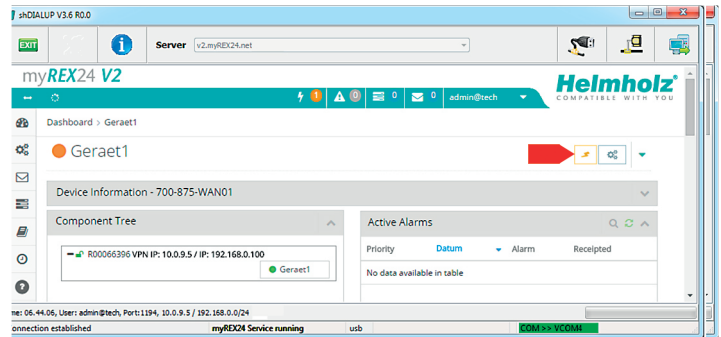 shDIALUP V3.6 R0.0
EXIT
Server v2.myREX24.net
myREX24 V2
Helmholz
COMPATIBLE WITH YOU
1 0 0 0 admin@tech
Dashboard > Geraet1
Geraet1
Device Information - 700-875-WAN01
Component Tree
R00066396 VPN IP: 10.0.9.5 / IP: 192.168.0.100
Geraet1
Active Alarms
Priority Datum Alarm Receipted
No data available in table
me: 06.44.06, User: admin@tech, Port:1194, 10.0.9.5 / 192.168.0.0/24
onnection established myREX24 Service running usb COM >> VCOM4